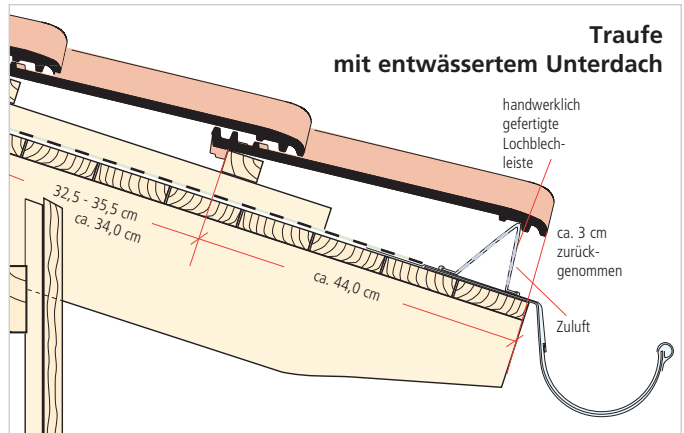 Traufe
mit entwässertem Unterdach
handwerklich
gefertigte
Lochblech-
leiste
32,5 - 35,5 cm
ca. 34,0 cm
ca. 44,0 cm
ca. 3 cm
zurück-
genommen
Zuluft